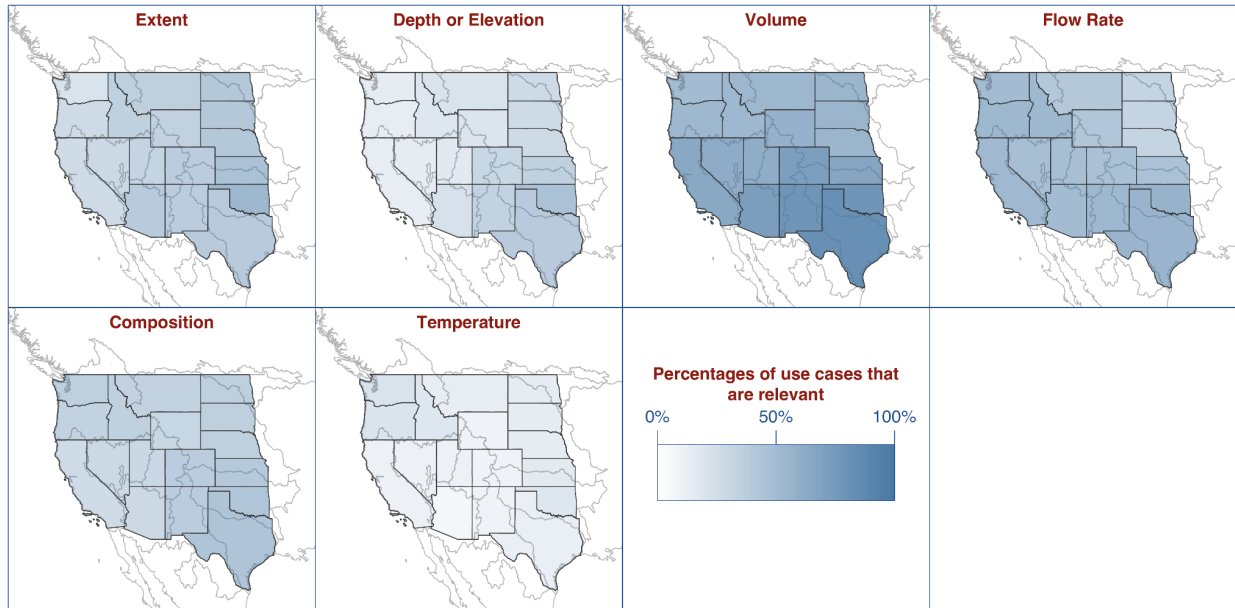 Extent
Depth or Elevation
Volume
Flow Rate
Composition
Temperature
Percentages of use cases that
are relevant
0%
50%
100%